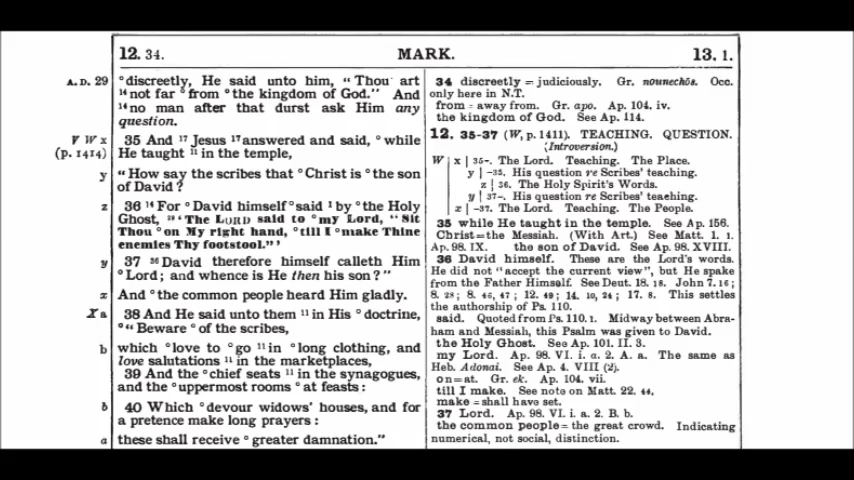 12. 34. MARK. 13. 1.
A.D. 29
°discreetly, He said unto him, "Thou art
¹⁴not far °from °the kingdom of God." And
¹⁴no man after that durst ask Him any
question.
V W x
(p. 1414)
35 And ¹⁷Jesus ¹⁷answered and said, °while
He taught ¹¹in the temple,
y
"How say the scribes that °Christ is °the son
of David?
z
36 ¹⁴For °David himself °said ¹by °the Holy
Ghost, ²⁹'The LORD said to °my Lord, "Sit
Thou °on My right hand, °till I °make Thine
enemies Thy footstool."'
y
37 ³⁶David therefore himself calleth Him
°Lord; and whence is He then his son?"
x
And °the common people heard Him gladly.
X a
38 And He said unto them ¹¹in His °doctrine,
°"Beware °of the scribes,
b
which °love to °go ¹¹in °long clothing, and
love salutations ¹¹in the marketplaces,
39 And the °chief seats ¹¹in the synagogues,
and the °uppermost rooms °at feasts:
b
40 Which °devour widows' houses, and for
a pretence make long prayers:
a
these shall receive °greater damnation."
34 discreetly = judiciously. Gr. nounechōs. Occ.
only here in N.T.
from = away from. Gr. apo. Ap. 104. iv.
the kingdom of God. See Ap. 114.
12. 35-37 (W, p. 1411). TEACHING. QUESTION.
(Introversion.)
W | x | 35-. The Lord. Teaching. The Place.
y | -35. His question re Scribes' teaching.
z | 36. The Holy Spirit's Words.
y | 37-. His question re Scribes' teaching.
x | -37. The Lord. Teaching. The People.
35 while He taught in the temple. See Ap. 156.
Christ=the Messiah. (With Art.) See Matt. 1. 1.
Ap. 98. IX. the son of David. See Ap. 98. XVIII.
36 David himself. These are the Lord's words.
He did not "accept the current view", but He spake
from the Father Himself. See Deut. 18. 18. John 7. 16;
8. 28; 8. 46, 47; 12. 49; 14. 10, 24; 17. 8. This settles
the authorship of Ps. 110.
said. Quoted from Ps. 110. 1. Midway between Abra-
ham and Messiah, this Psalm was given to David.
the Holy Ghost. See Ap. 101. II. 3.
my Lord. Ap. 98. VI. i. a. 2. A. a. The same as
Heb. Adonai. See Ap. 4. VIII (2).
on=at. Gr. ek. Ap. 104. vii.
till I make. See note on Matt. 22. 44.
make = shall have set.
37 Lord. Ap. 98. VI. i. a. 2. B. b.
the common people = the great crowd. Indicating
numerical, not social, distinction.